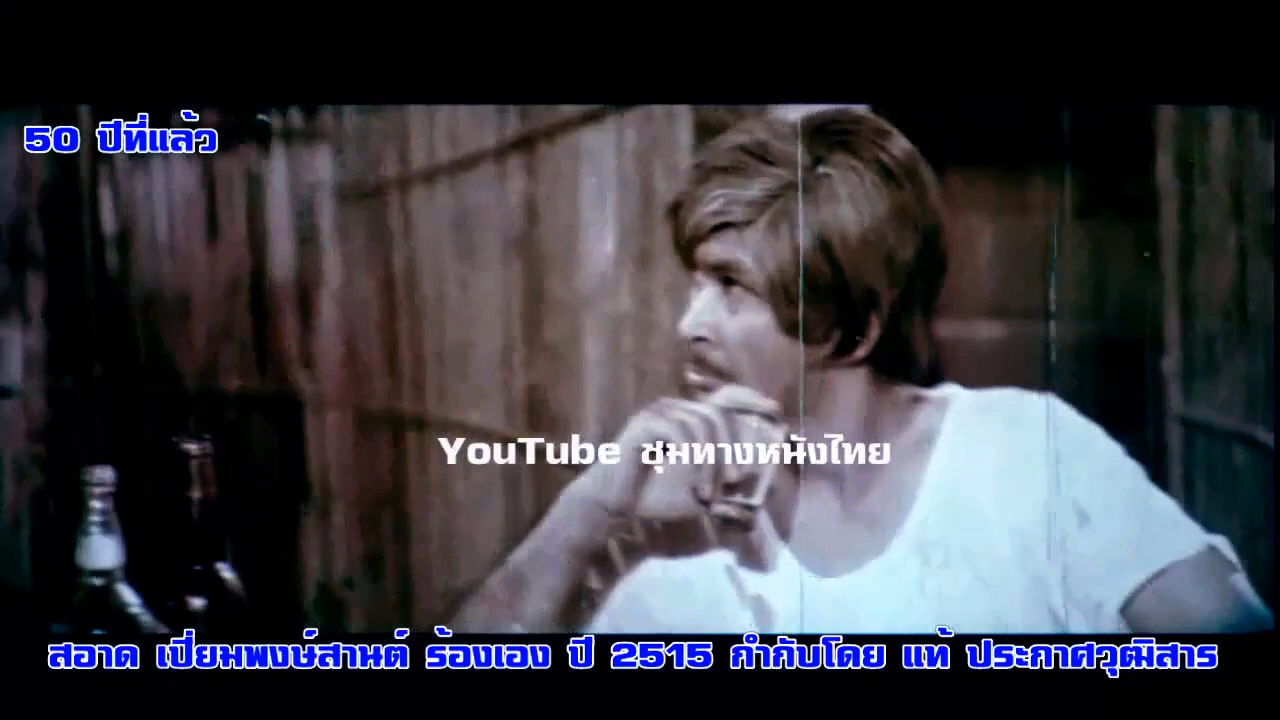 50 ปีที่แล้ว
YouTube ชุมทางหนังไทย
สอาด เปี่ยมพงษ์สานต์ ร้องเอง ปี 2515 กำกับโดย แท้ ประกาศวุฒิสาร